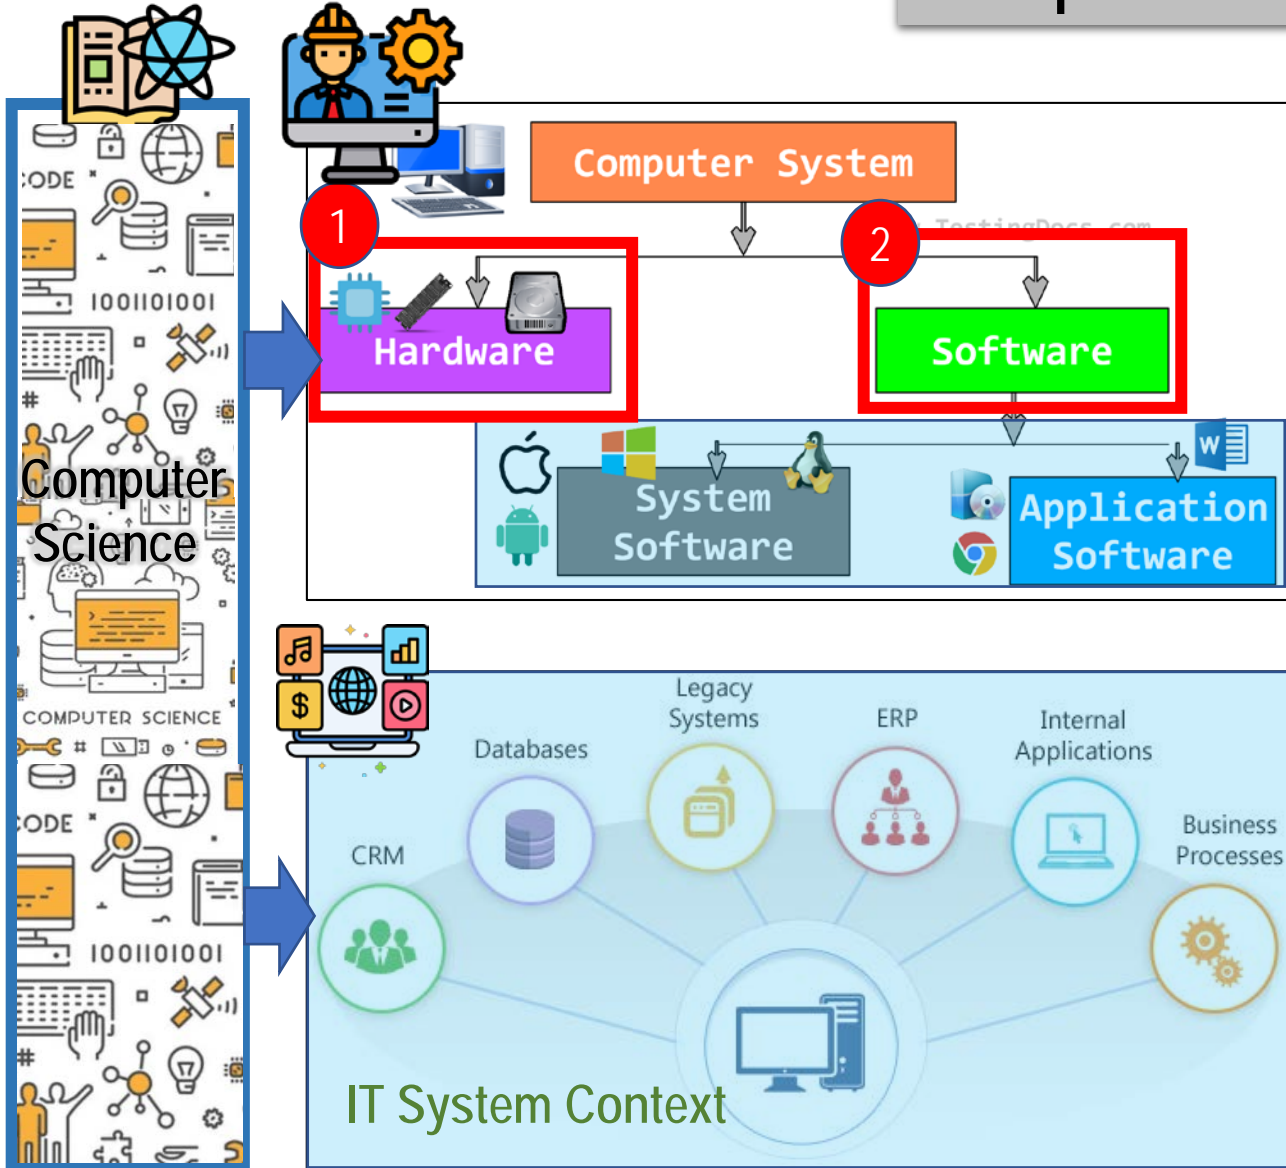 Computer System
TestingDocs.com
1
2
Hardware
Software
W
System
Software
Application
Software
CODE
1001101001
#
Computer
Science
COMPUTER SCIENCE
#
CODE
1001101001
#
$
Legacy
Systems
ERP
Internal
Applications
Databases
Business
Processes
CRM
IT System Context